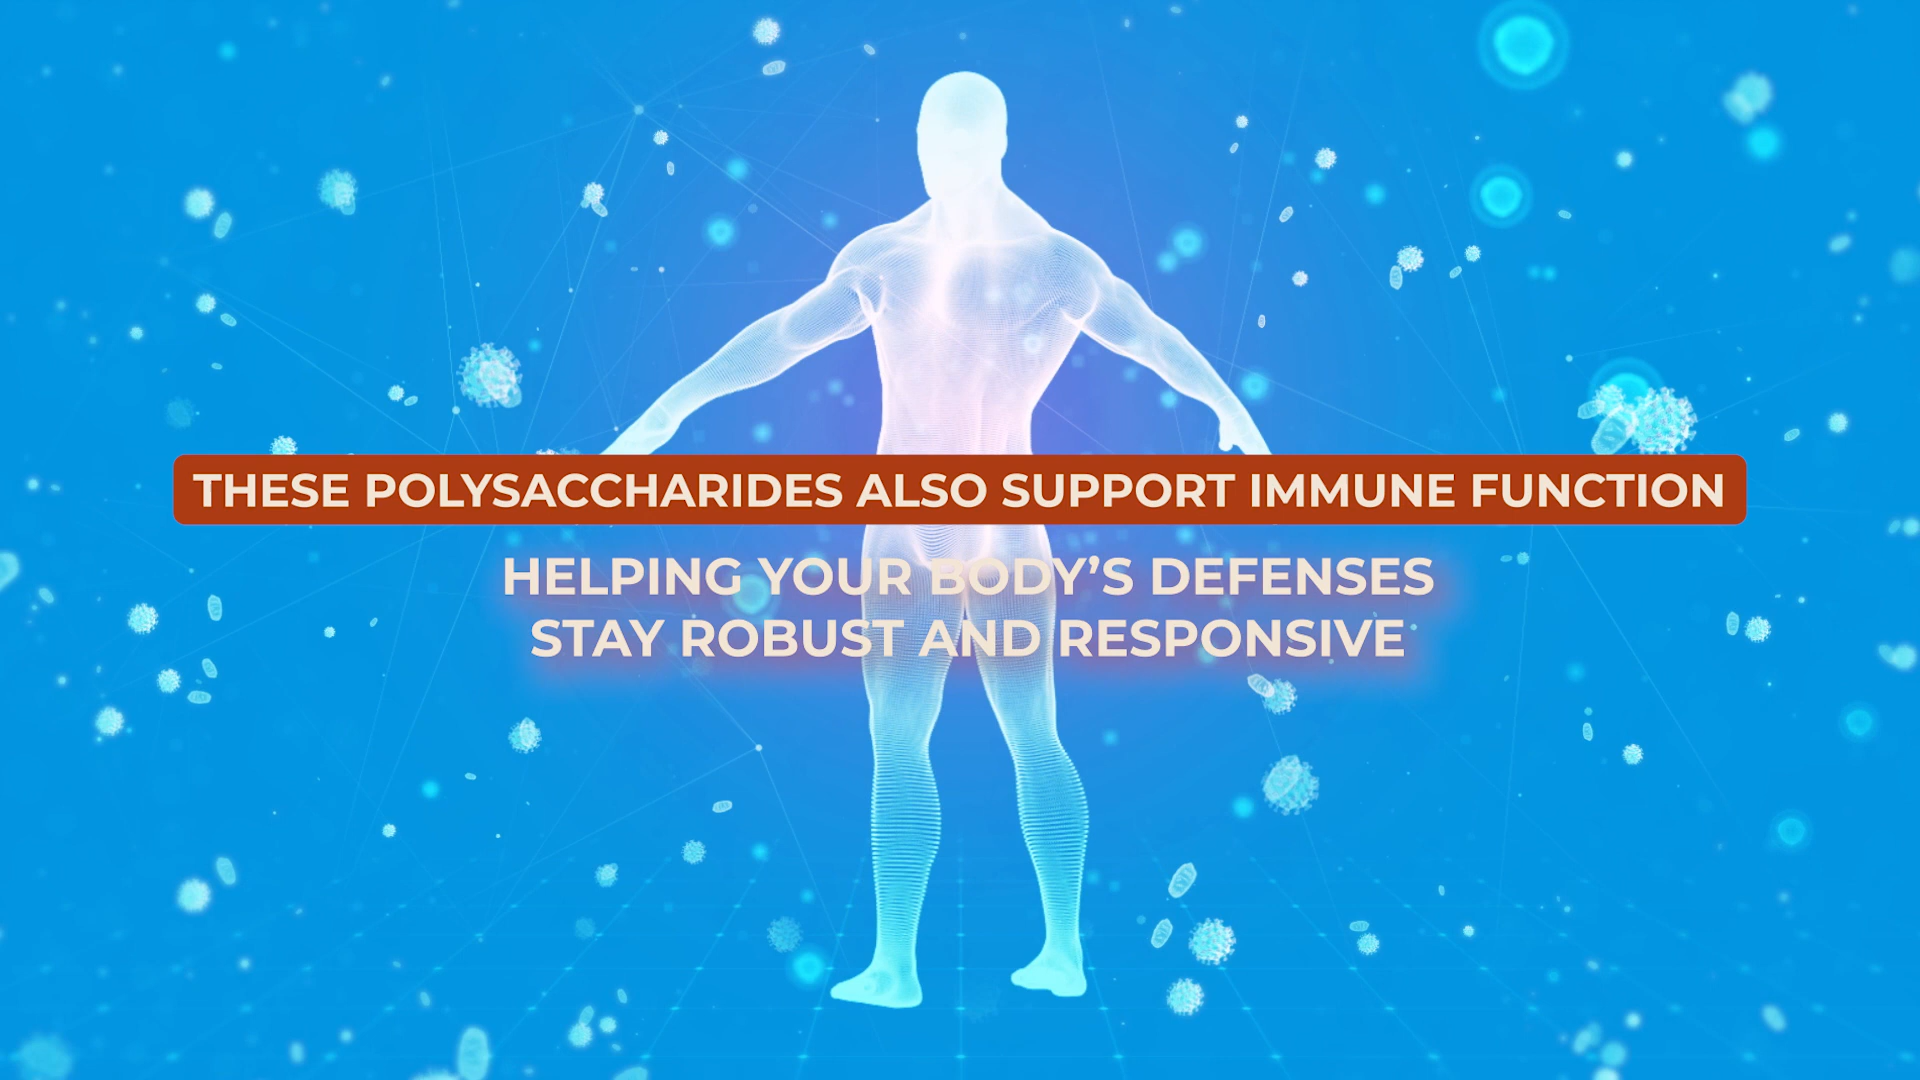 THESE POLYSACCHARIDES ALSO SUPPORT IMMUNE FUNCTION
HELPING YOUR BODY’S DEFENSES
STAY ROBUST AND RESPONSIVE